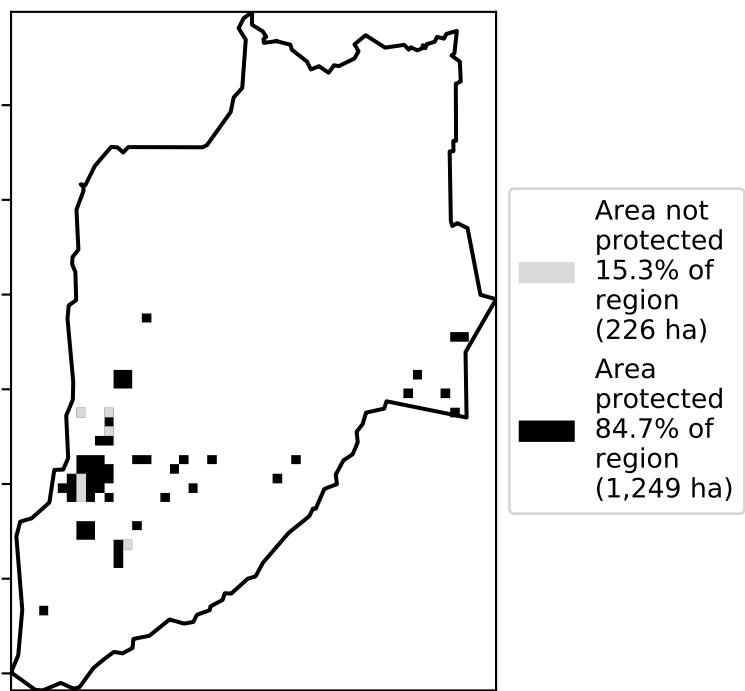 Area not
protected
15.3% of
region
(226 ha)
Area
protected
84.7% of
region
(1,249 ha)